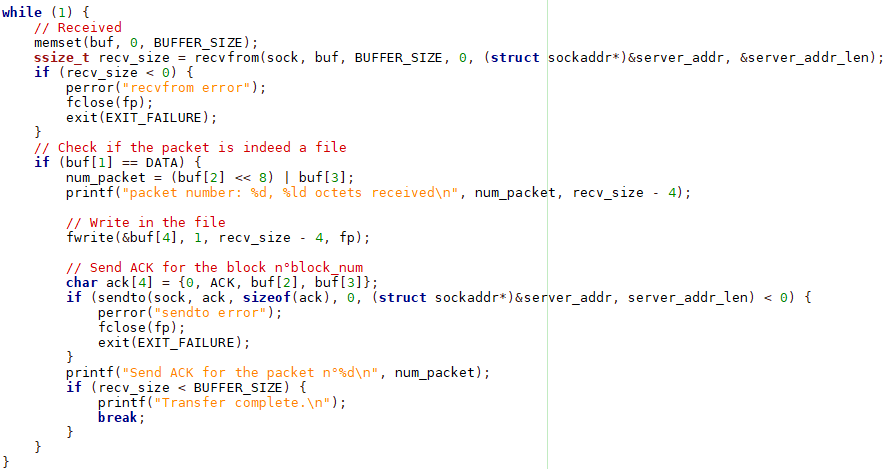 while (1) {
    // Received
    memset(buf, 0, BUFFER_SIZE);
    ssize_t recv_size = recvfrom(sock, buf, BUFFER_SIZE, 0, (struct sockaddr*)&server_addr, &server_addr_len);
    if (recv_size < 0) {
        perror("recvfrom error");
        fclose(fp);
        exit(EXIT_FAILURE);
    }
    // Check if the packet is indeed a file
    if (buf[1] == DATA) {
        num_packet = (buf[2] << 8) | buf[3];
        printf("packet number: %d, %ld octets received\n", num_packet, recv_size - 4);

        // Write in the file
        fwrite(&buf[4], 1, recv_size - 4, fp);

        // Send ACK for the block n°block_num
        char ack[4] = {0, ACK, buf[2], buf[3]};
        if (sendto(sock, ack, sizeof(ack), 0, (struct sockaddr*)&server_addr, server_addr_len) < 0) {
            perror("sendto error");
            fclose(fp);
            exit(EXIT_FAILURE);
        }
        printf("Send ACK for the packet n°%d\n", num_packet);
        if (recv_size < BUFFER_SIZE) {
            printf("Transfer complete.\n");
            break;
        }
    }
}